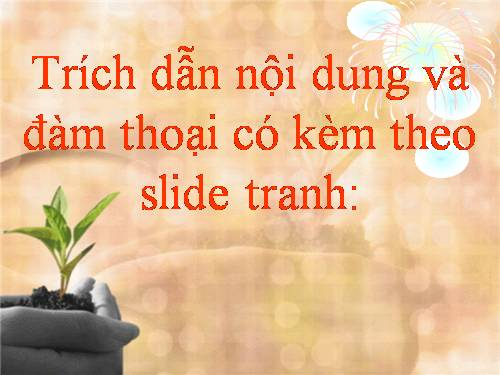 Trích dẫn nội dung và
đàm thoại có kèm theo
slide tranh: